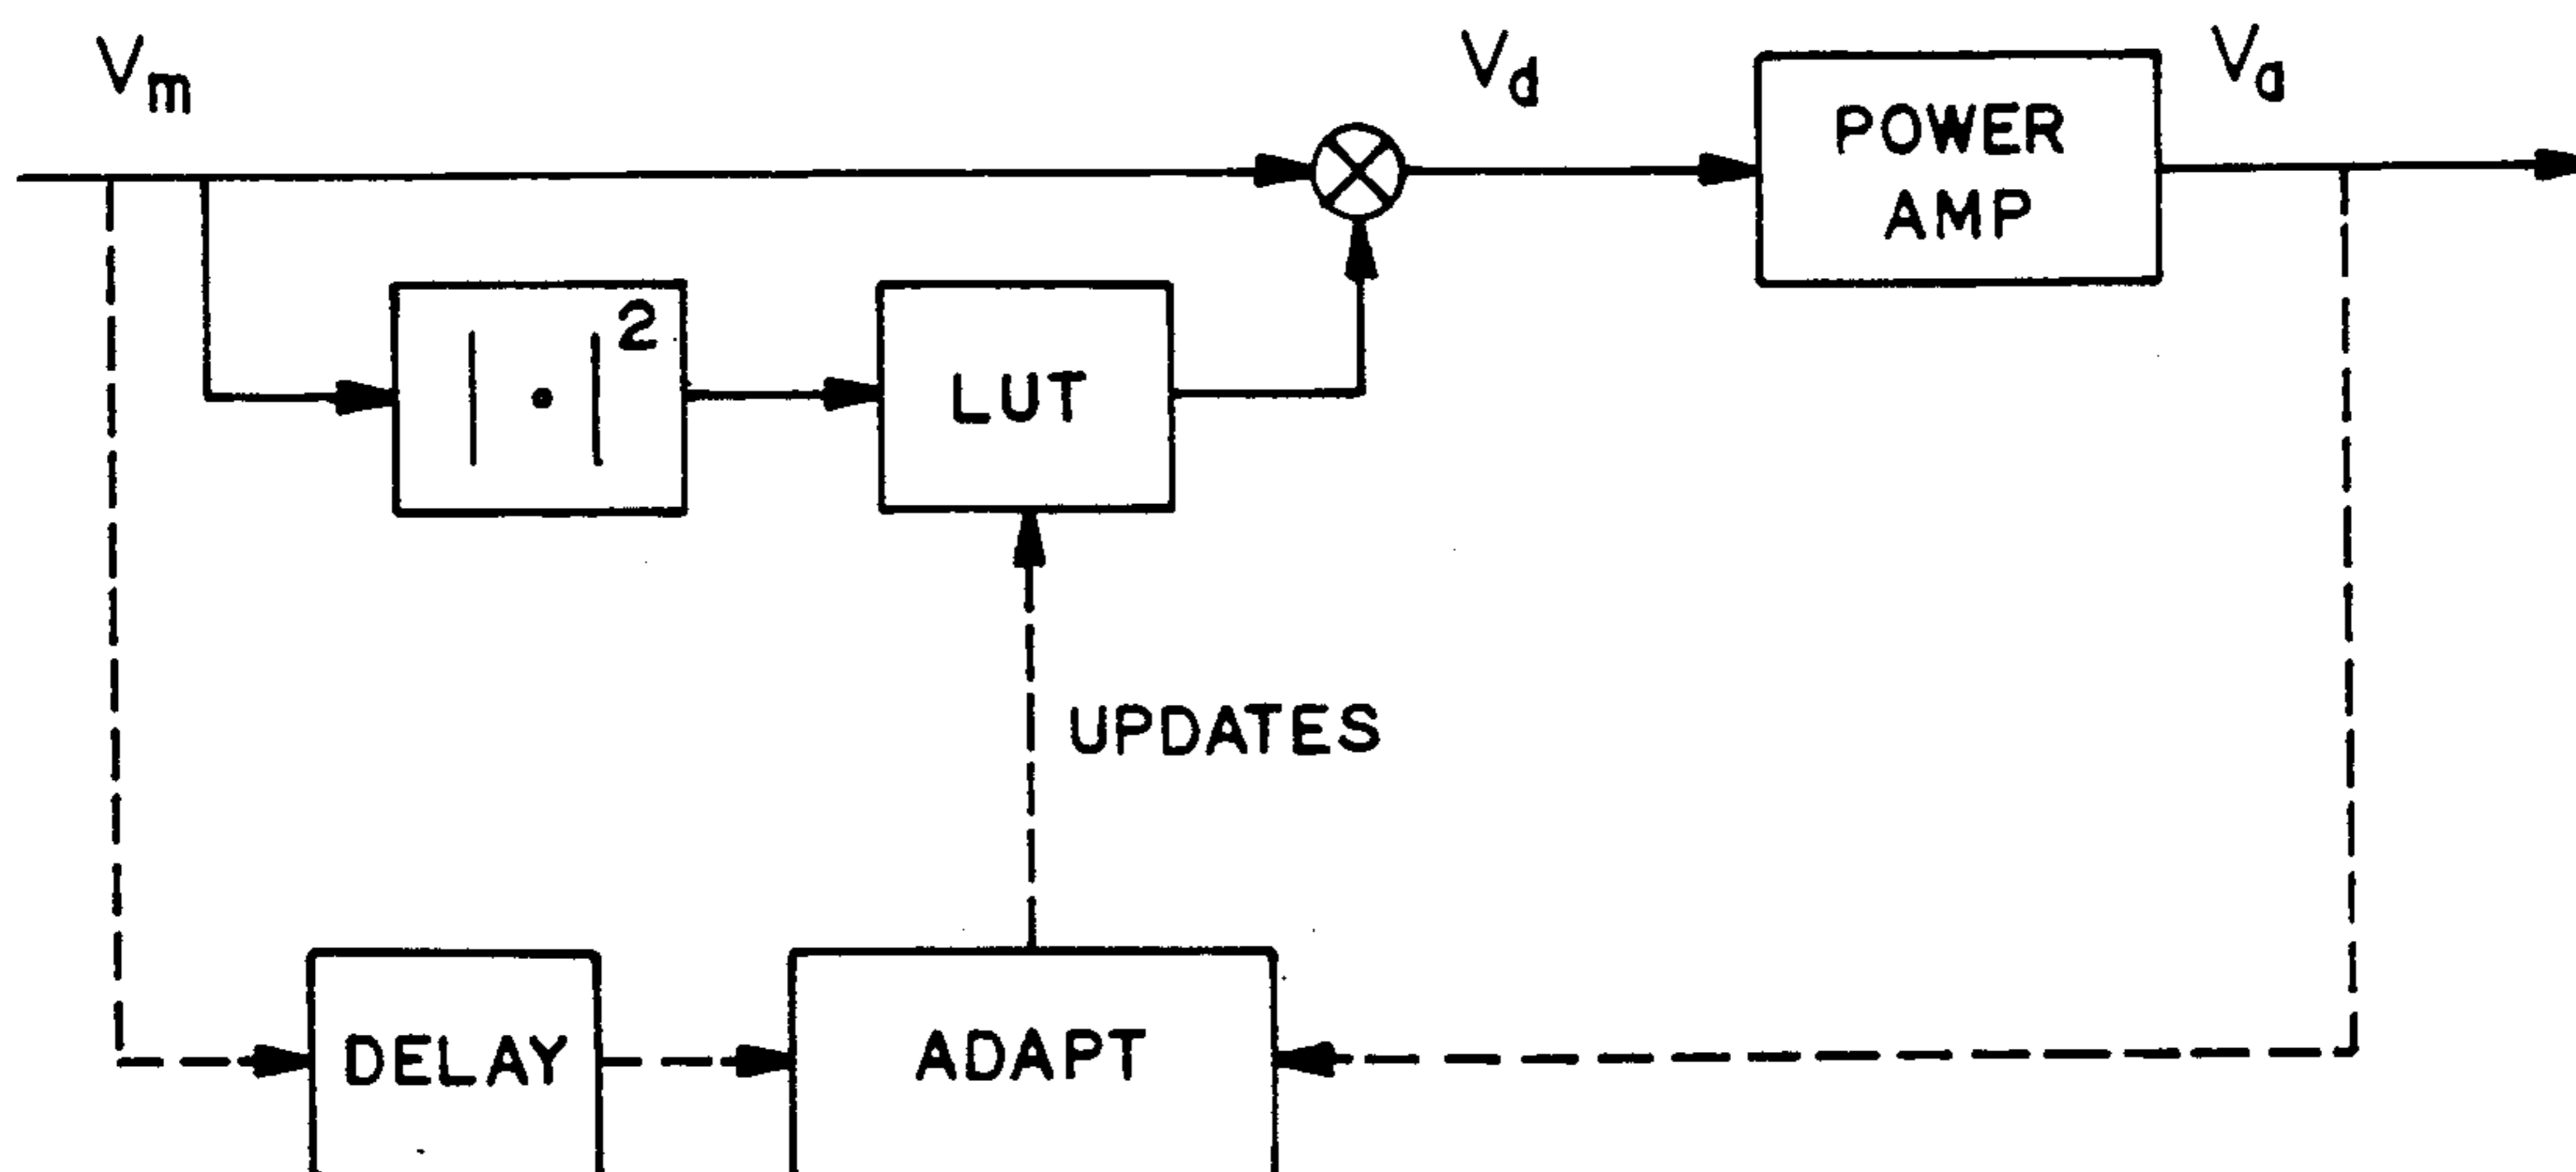 Vm
Vd
POWER
AMP
Va
| • |2
LUT
UPDATES
DELAY
ADAPT